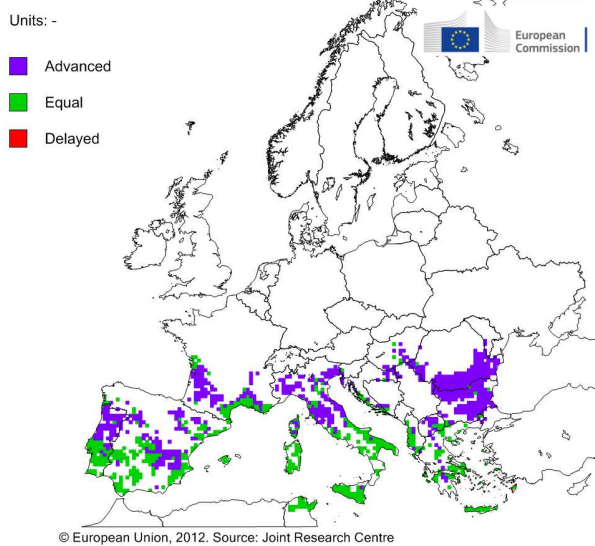 Units: -
European
Commission
Advanced
Equal
Delayed
© European Union, 2012. Source: Joint Research Centre